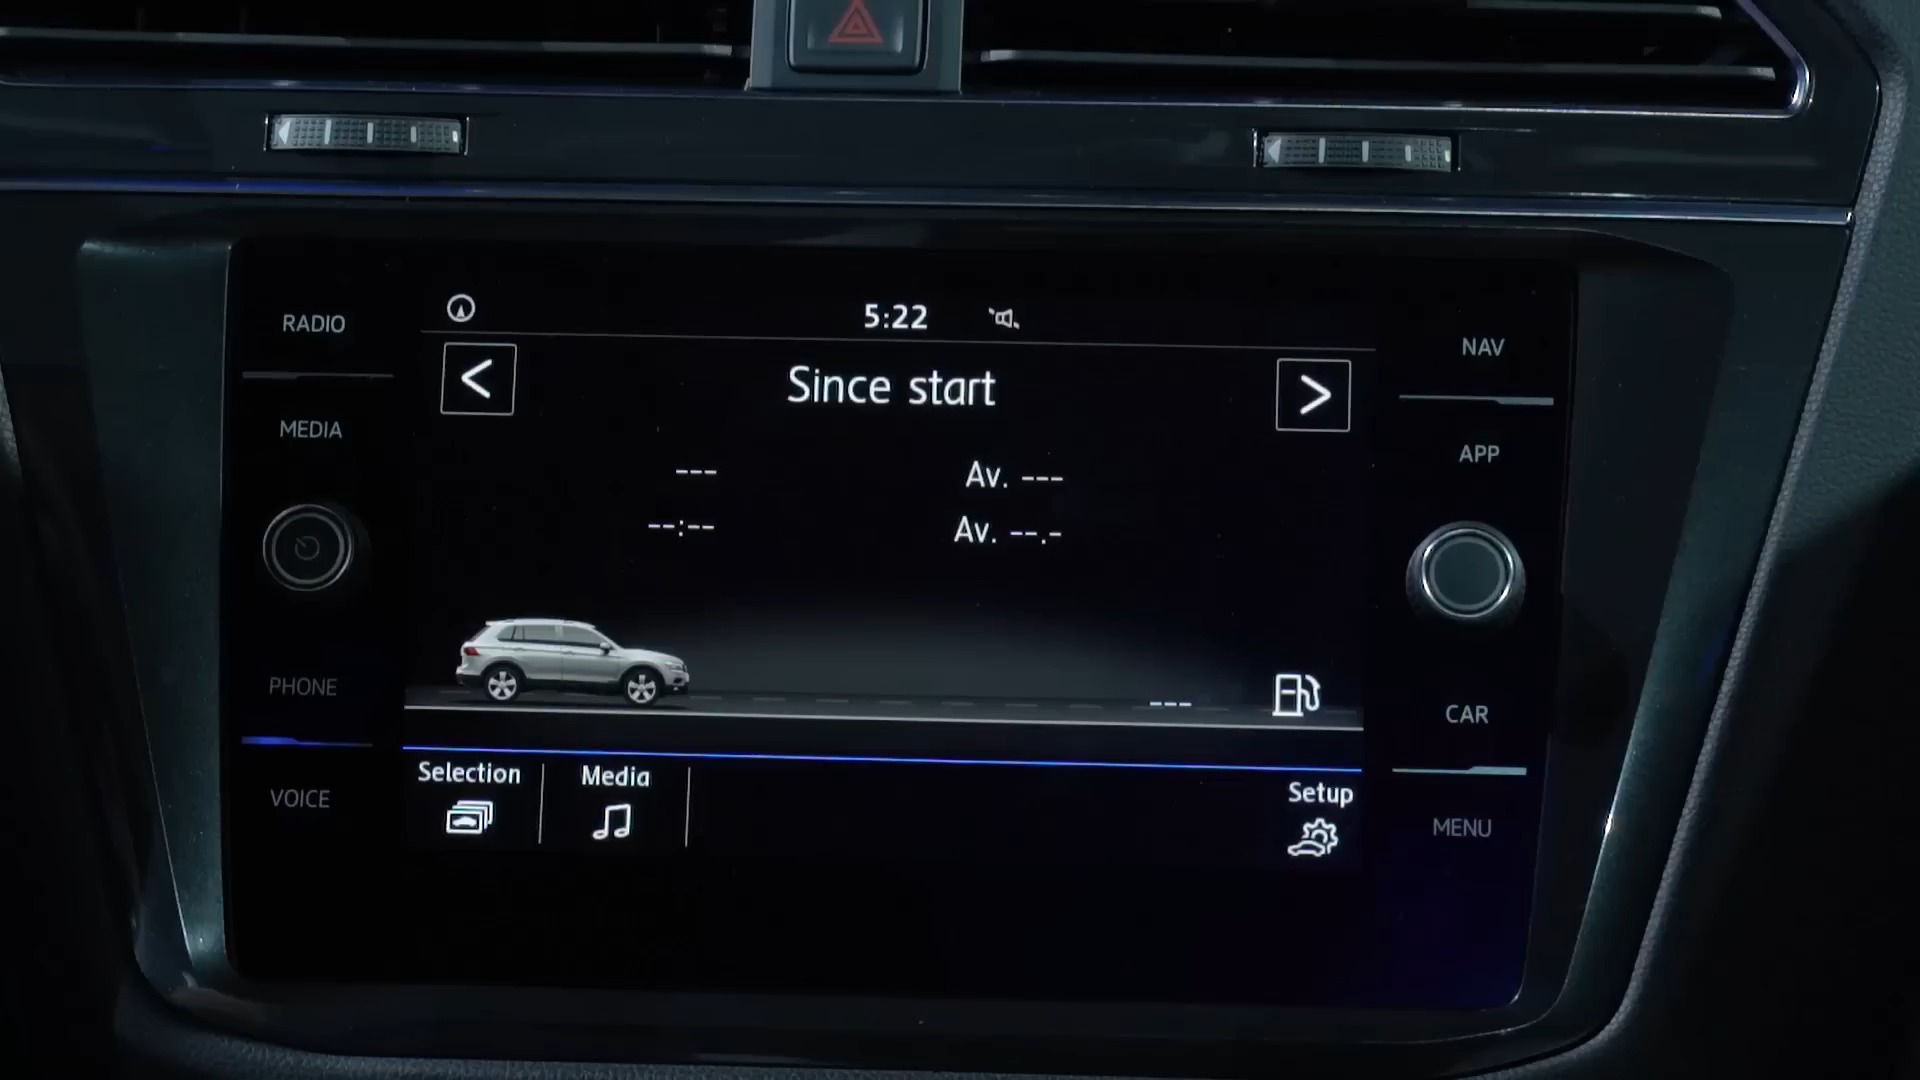 RADIO
MEDIA
PHONE
VOICE
5:22
<
Since start
>
--- Av. ---
--:-- Av. --.-
---
Selection
Media
Setup
NAV
APP
CAR
MENU